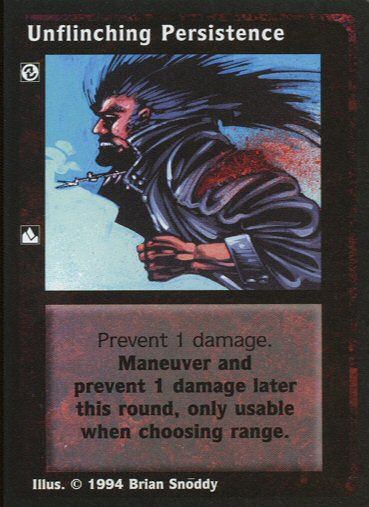 Unflinching Persistence
Prevent 1 damage.
Maneuver and
prevent 1 damage later
this round, only usable
when choosing range.
Illus. © 1994 Brian Snoddy